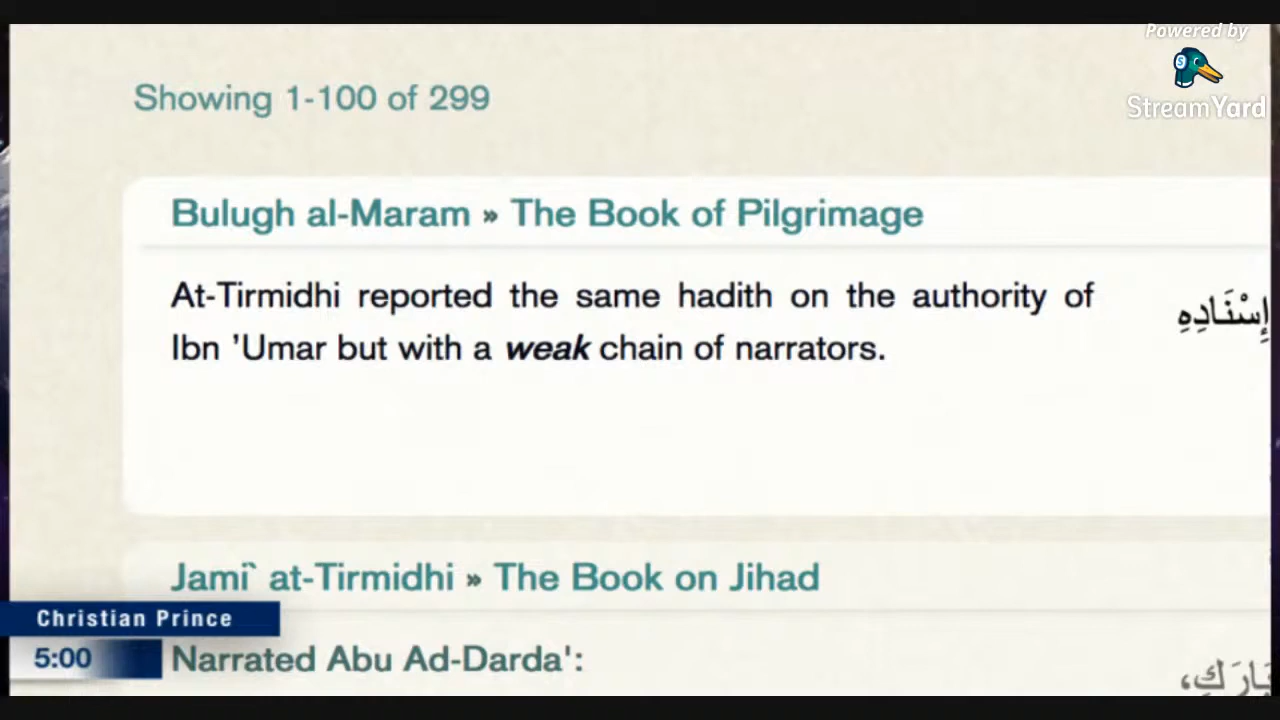 Powered by
StreamYard
Showing 1-100 of 299
Bulugh al-Maram » The Book of Pilgrimage
At-Tirmidhi reported the same hadith on the authority of
Ibn 'Umar but with a weak chain of narrators.
إِسْنَادِهِ
Jami` at-Tirmidhi » The Book on Jihad
Christian Prince
5:00
Narrated Abu Ad-Darda':